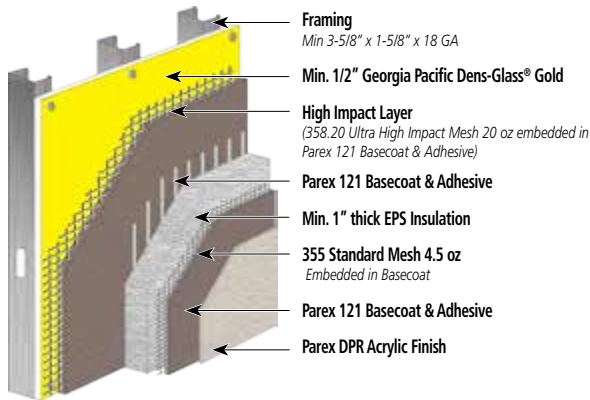 Framing
Min 3-5/8" x 1-5/8" x 18 GA
Min. 1/2" Georgia Pacific Dens-Glass® Gold
High Impact Layer
(358.20 Ultra High Impact Mesh 20 oz embedded in
Parex 121 Basecoat & Adhesive)
Parex 121 Basecoat & Adhesive
Min. 1" thick EPS Insulation
355 Standard Mesh 4.5 oz
Embedded in Basecoat
Parex 121 Basecoat & Adhesive
Parex DPR Acrylic Finish